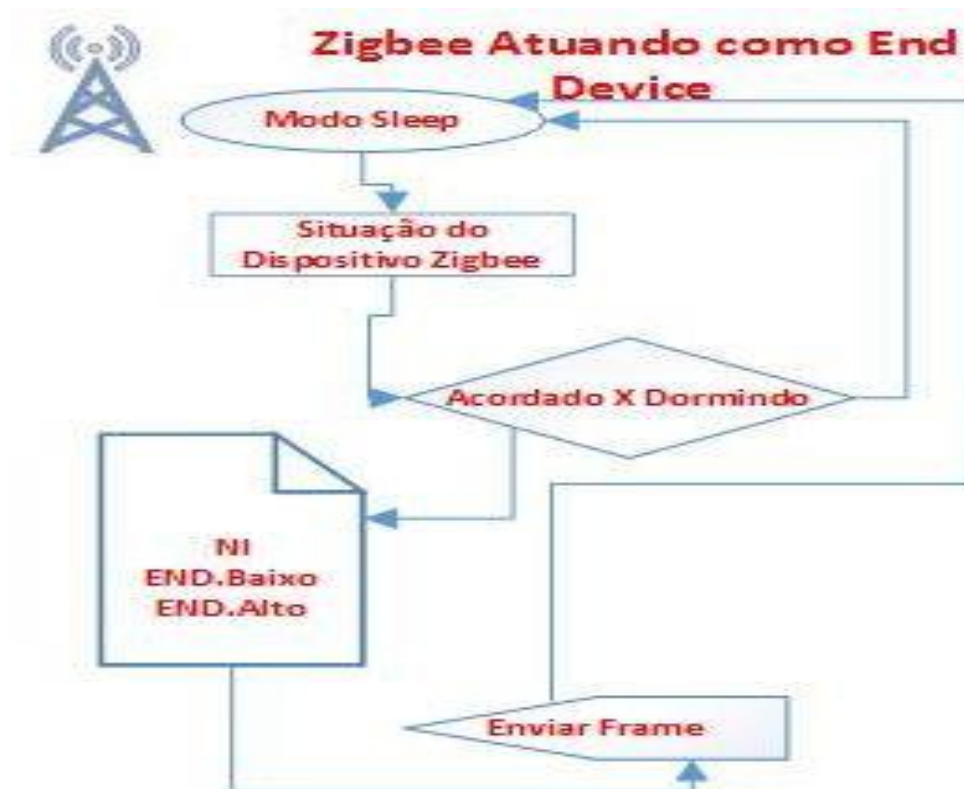 Zigbee Atuando como End
Device
Modo Sleep
Situação do
Dispositivo Zigbee
Acordado X Dormindo
NI
END.Baixo
END.Alto
Enviar Frame